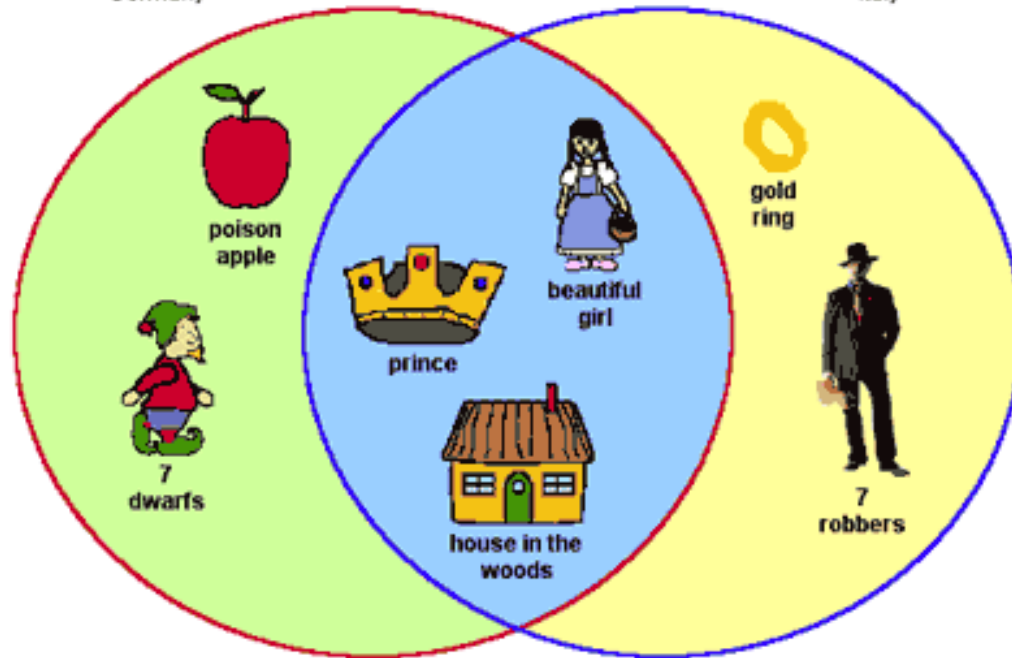 poison
apple
gold
ring
beautiful
girl
prince
7
dwarfs
7
robbers
house in the
woods